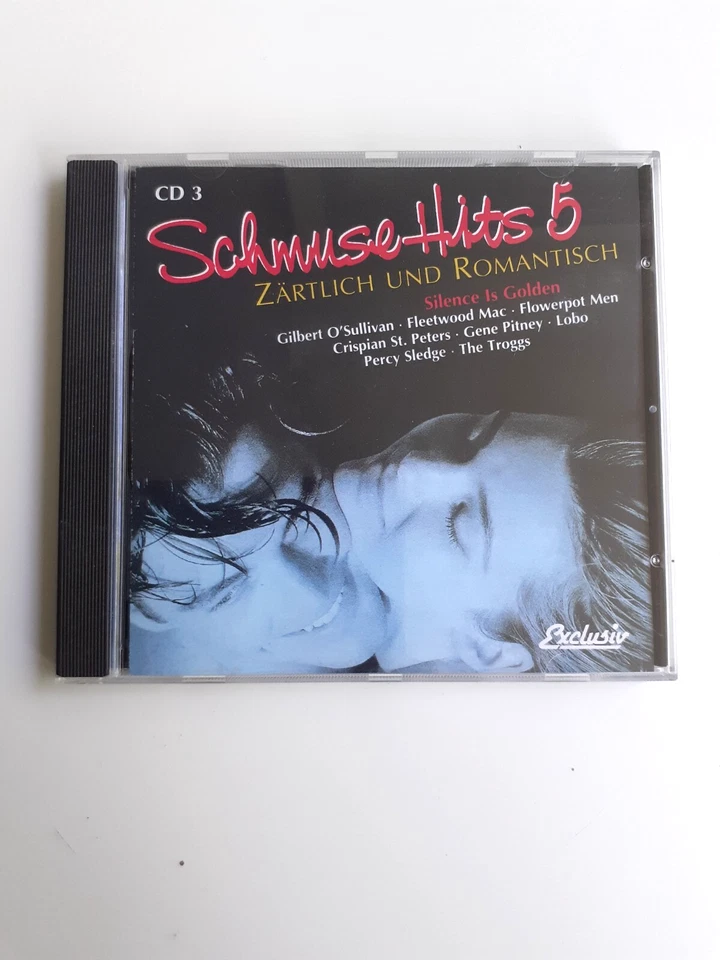 CD 3
Schmuse Hits 5
ZÄRTLICH UND ROMANTISCH
Silence Is Golden
Gilbert O'Sullivan · Fleetwood Mac · Flowerpot Men
Crispian St. Peters · Gene Pitney · Lobo
Percy Sledge · The Troggs
Exclusiv